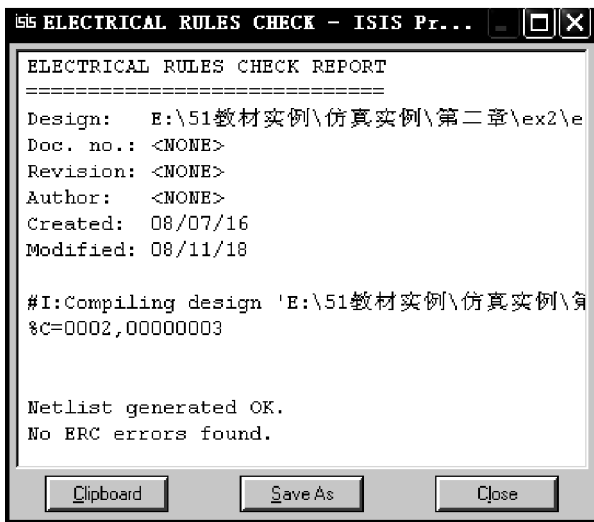 isis ELECTRICAL RULES CHECK - ISIS Pr...
ELECTRICAL RULES CHECK REPORT
=============================
Design:   E:\51教材实例\仿真实例\第二章\ex2\e
Doc. no.: <NONE>
Revision: <NONE>
Author:   <NONE>
Created:  08/07/16
Modified: 08/11/18
#I:Compiling design 'E:\51教材实例\仿真实例\第
%C=0002,00000003
Netlist generated OK.
No ERC errors found.
Clipboard Save As Close